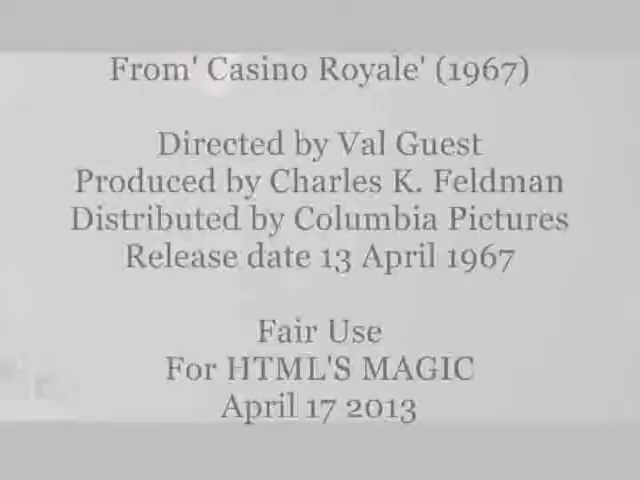 From' Casino Royale' (1967)
Directed by Val Guest
Produced by Charles K. Feldman
Distributed by Columbia Pictures
Release date 13 April 1967
Fair Use
For HTML'S MAGIC
April 17 2013